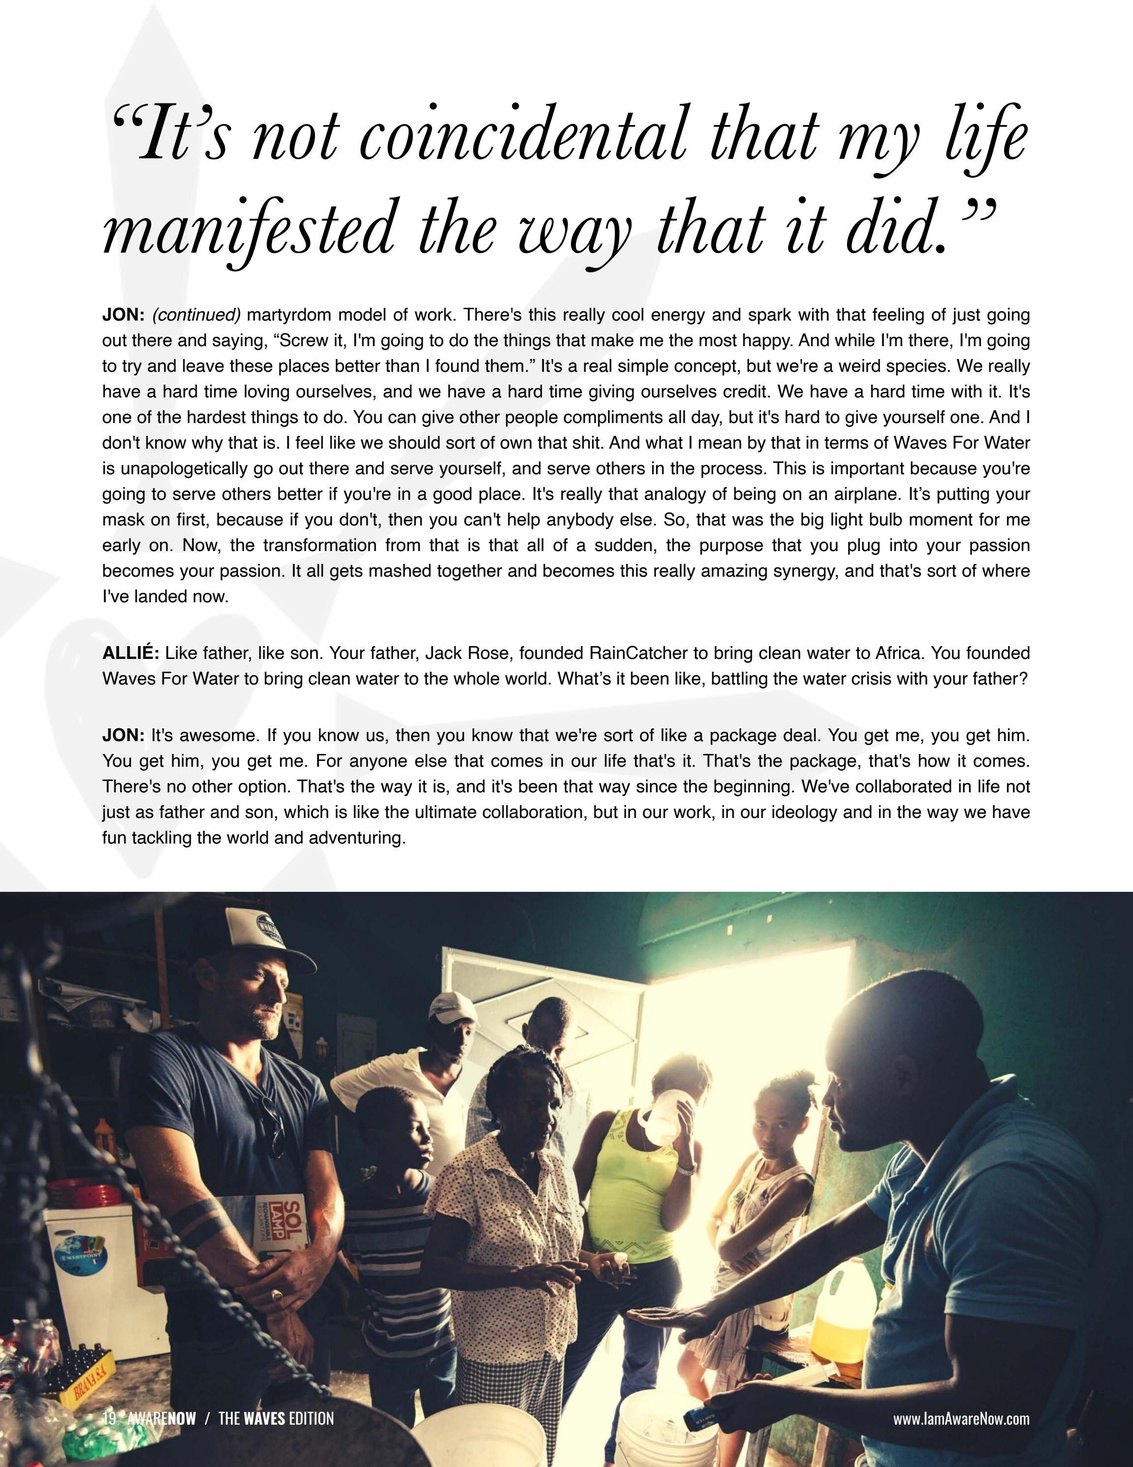 “It’s not coincidental that my life
manifested the way that it did.”
JON: (continued) martyrdom model of work. There's this really cool energy and spark with that feeling of just going
out there and saying, “Screw it, I'm going to do the things that make me the most happy. And while I'm there, I'm going
to try and leave these places better than I found them.” It's a real simple concept, but we're a weird species. We really
have a hard time loving ourselves, and we have a hard time giving ourselves credit. We have a hard time with it. It's
one of the hardest things to do. You can give other people compliments all day, but it's hard to give yourself one. And I
don't know why that is. I feel like we should sort of own that shit. And what I mean by that in terms of Waves For Water
is unapologetically go out there and serve yourself, and serve others in the process. This is important because you're
going to serve others better if you're in a good place. It's really that analogy of being on an airplane. It’s putting your
mask on first, because if you don't, then you can't help anybody else. So, that was the big light bulb moment for me
early on. Now, the transformation from that is that all of a sudden, the purpose that you plug into your passion
becomes your passion. It all gets mashed together and becomes this really amazing synergy, and that's sort of where
I've landed now.
ALLIÉ: Like father, like son. Your father, Jack Rose, founded RainCatcher to bring clean water to Africa. You founded
Waves For Water to bring clean water to the whole world. What’s it been like, battling the water crisis with your father?
JON: It's awesome. If you know us, then you know that we're sort of like a package deal. You get me, you get him.
You get him, you get me. For anyone else that comes in our life that's it. That's the package, that's how it comes.
There's no other option. That's the way it is, and it's been that way since the beginning. We've collaborated in life not
just as father and son, which is like the ultimate collaboration, but in our work, in our ideology and in the way we have
fun tackling the world and adventuring.
SOL
LAMP
WESTPOINT
BRANA S.A.
19 AWARENOW / THE WAVES EDITION
www.IamAwareNow.com